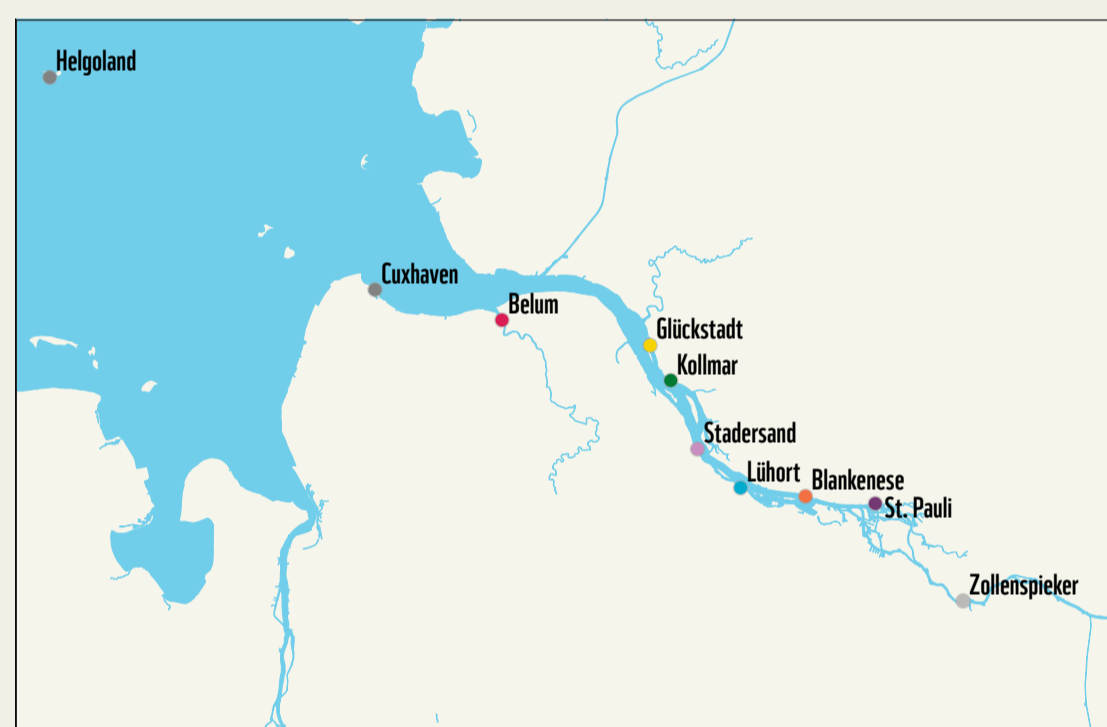 Helgoland
Cuxhaven
Belum
Glückstadt
Kollmar
Stadersand
Lühort
Blankenese
St. Pauli
Zollenspieker